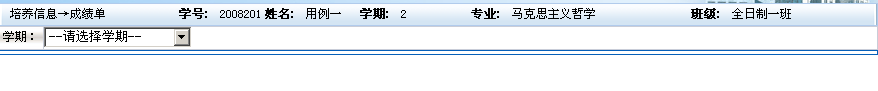 培养信息→成绩单 学号: 2008201 姓名: 用例一 学期: 2 专业: 马克思主义哲学 班级: 全日制一班
学期: --请选择学期--